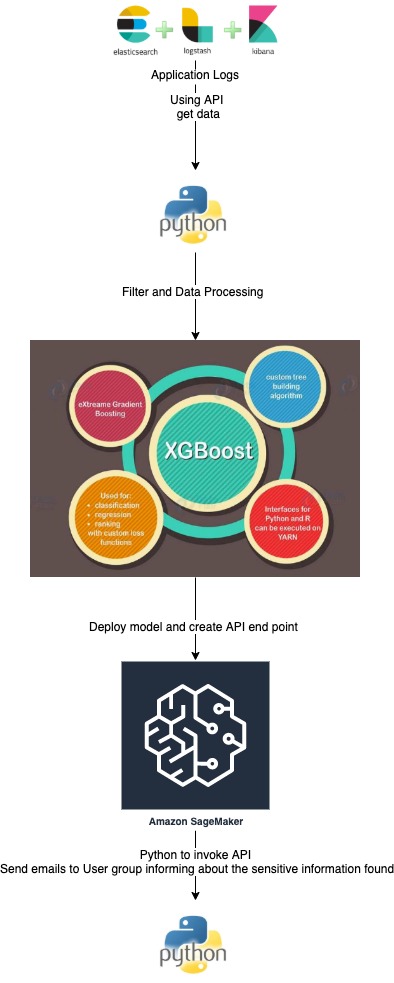 elasticsearch
logstash
kibana
Application Logs
Using API
get data
python
Filter and Data Processing
eXtreame Gradient
Boosting
custom tree
building
algorithm
XGBoost
Used for:
• classification
• regression
• ranking
with custom loss
functions
Interfaces for
Python and R
can be executed on
YARN
Deploy model and create API end point
Amazon SageMaker
Python to invoke API
Send emails to User group informing about the sensitive information found
python